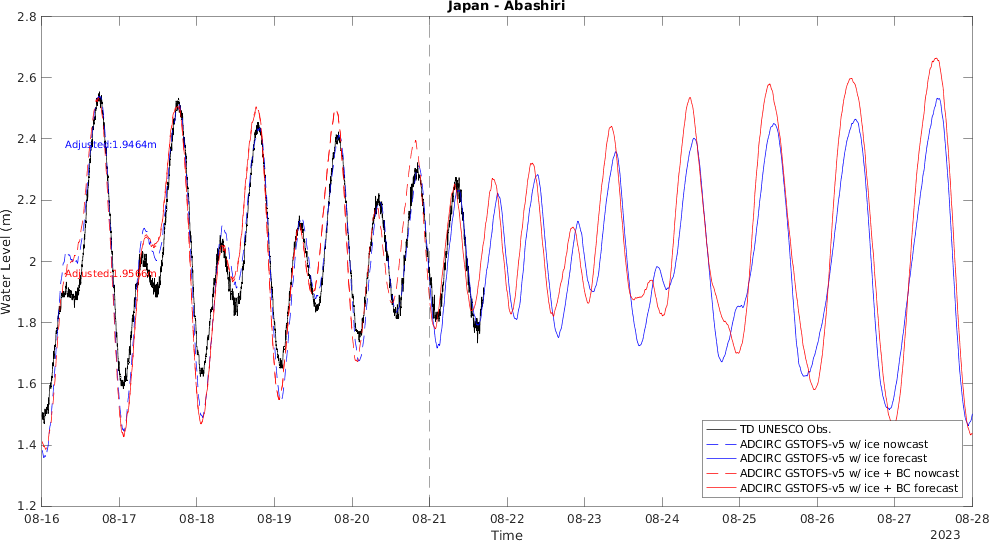 Japan - Abashiri
2.8
2.6
2.4
2.2
2
1.8
1.6
1.4
1.2
Water Level (m)
Adjusted:1.9464m
Adjusted:1.9566m
TD UNESCO Obs.
ADCIRC GSTOFS-v5 w/ ice nowcast
ADCIRC GSTOFS-v5 w/ ice forecast
ADCIRC GSTOFS-v5 w/ ice + BC nowcast
ADCIRC GSTOFS-v5 w/ ice + BC forecast
08-16 08-17 08-18 08-19 08-20 08-21 08-22 08-23 08-24 08-25 08-26 08-27 08-28
Time
2023